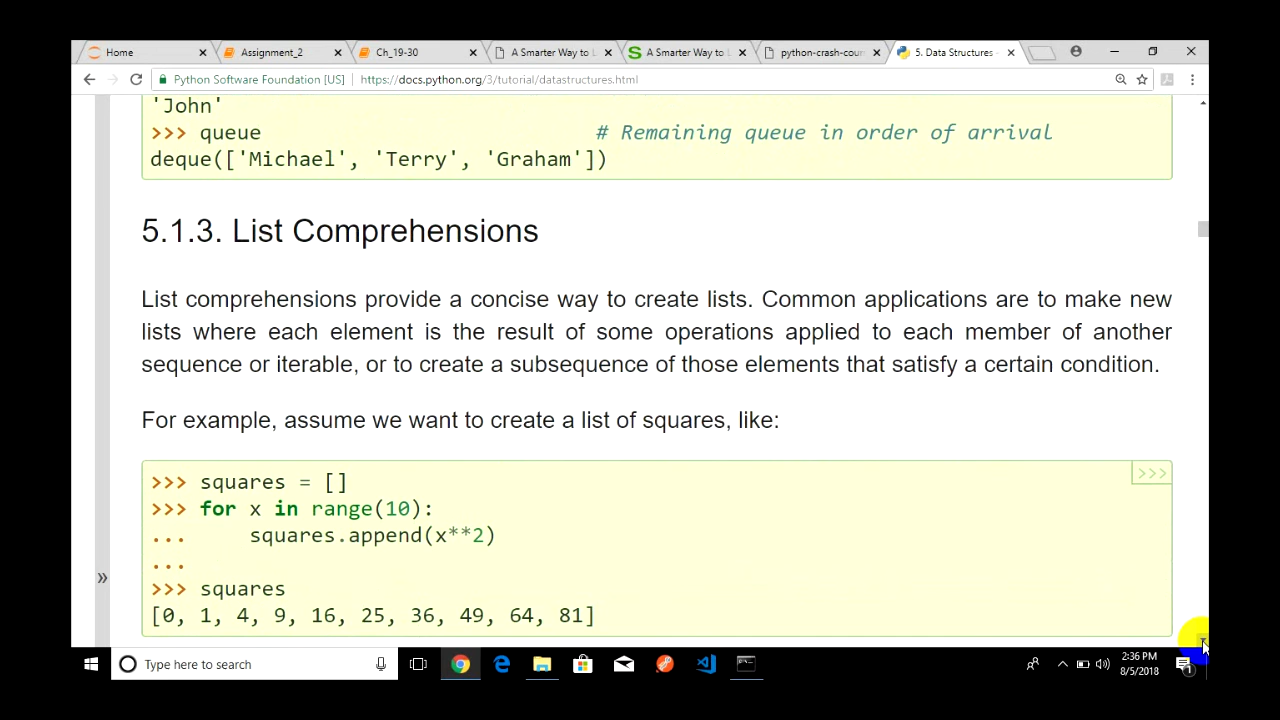 Home
Assignment_2
Ch_19-30
A Smarter Way to L
A Smarter Way to L
python-crash-cour
5. Data Structures
Python Software Foundation [US] https://docs.python.org/3/tutorial/datastructures.html
'John'
>>> queue # Remaining queue in order of arrival
deque(['Michael', 'Terry', 'Graham'])
5.1.3. List Comprehensions
List comprehensions provide a concise way to create lists. Common applications are to make new
lists where each element is the result of some operations applied to each member of another
sequence or iterable, or to create a subsequence of those elements that satisfy a certain condition.
For example, assume we want to create a list of squares, like:
>>>
>>> squares = []
>>> for x in range(10):
... squares.append(x**2)
...
>>> squares
[0, 1, 4, 9, 16, 25, 36, 49, 64, 81]
»
Type here to search
2:36 PM
8/5/2018
1